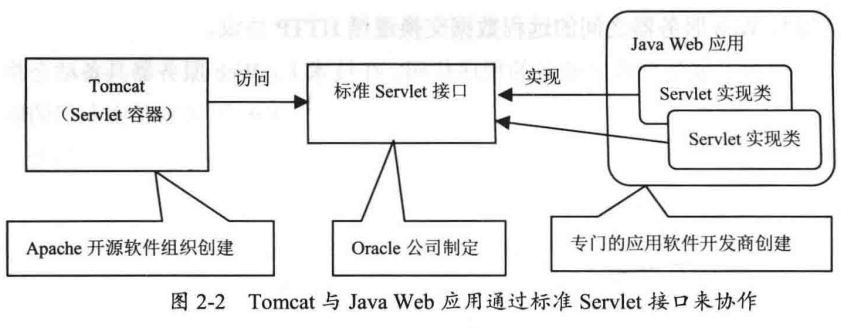 Java Web 应用
Tomcat
（Servlet 容器）
访问
标准 Servlet 接口
实现
Servlet 实现类
Servlet 实现类
Apache 开源软件组织创建
Oracle 公司制定
专门的应用软件开发商创建
图 2-2 Tomcat 与 Java Web 应用通过标准 Servlet 接口来协作